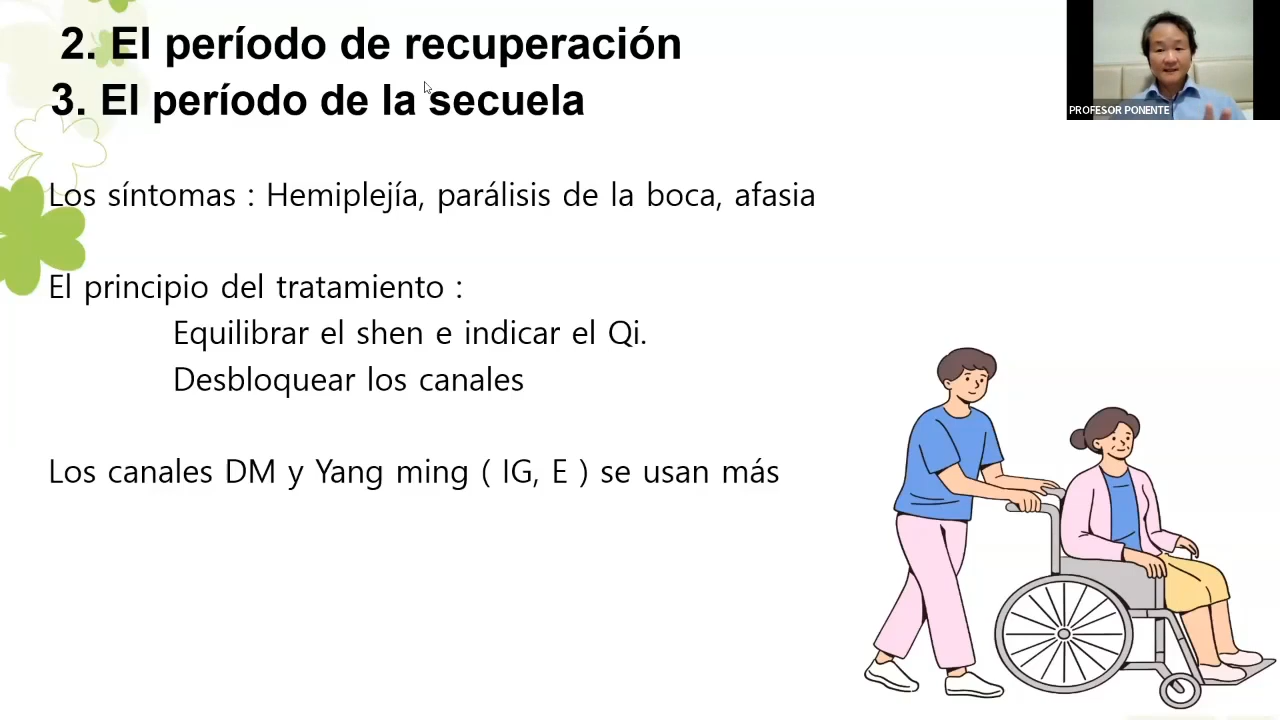 2. El período de recuperación
3. El período de la secuela
PROFESOR PONENTE
Los síntomas : Hemiplejía, parálisis de la boca, afasia
El principio del tratamiento :
Equilibrar el shen e indicar el Qi.
Desbloquear los canales
Los canales DM y Yang ming ( IG, E ) se usan más